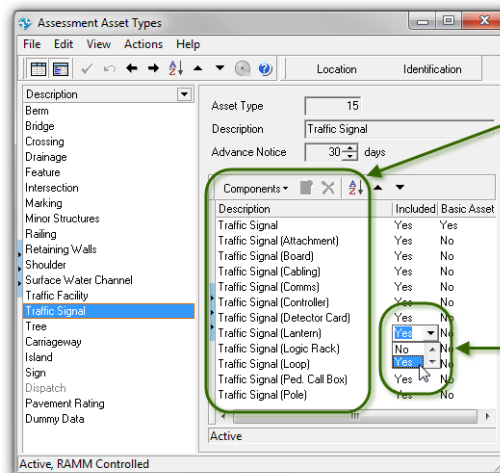 Assessment Asset Types
File Edit View Actions Help
Location Identification
Description
Berm
Bridge
Crossing
Drainage
Feature
Intersection
Marking
Minor Structures
Railing
Retaining Walls
Shoulder
Surface Water Channel
Traffic Facility
Traffic Signal
Tree
Carriageway
Island
Sign
Dispatch
Pavement Rating
Dummy Data
Asset Type 15
Description Traffic Signal
Advance Notice 30 days
Components
Description Included Basic Asset
Traffic Signal Yes Yes
Traffic Signal (Attachment) Yes No
Traffic Signal (Board) Yes No
Traffic Signal (Cabling) Yes No
Traffic Signal (Comms) Yes No
Traffic Signal (Controller) Yes No
Traffic Signal (Detector Card) Yes No
Traffic Signal (Lantern) Yes No
Traffic Signal (Logic Rack) No No
Traffic Signal (Loop) Yes No
Traffic Signal (Ped. Call Box) Yes No
Traffic Signal (Pole) Yes No
Active
Active, RAMM Controlled